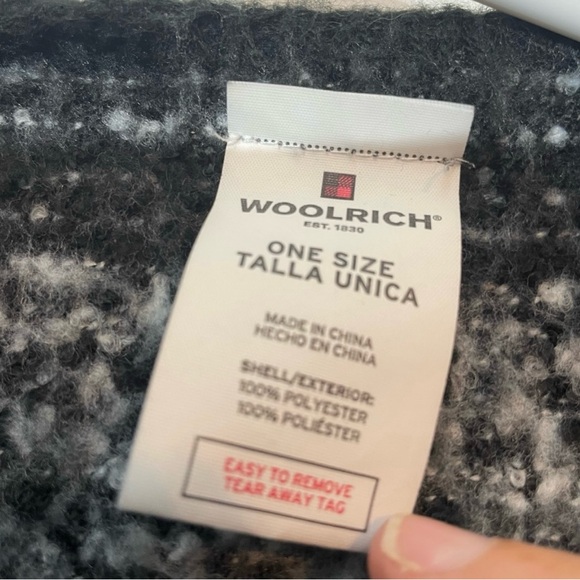 WOOLRICH®
EST. 1830
ONE SIZE
TALLA UNICA
MADE IN CHINA
HECHO EN CHINA
SHELL/EXTERIOR:
100% POLYESTER
100% POLIÉSTER
EASY TO REMOVE
TEAR AWAY TAG